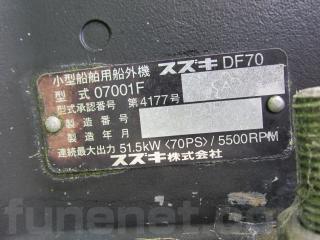 小型船舶用船外機 スズキ DF70
型式 07001F
型式承認番号 第4177号
製造番号
製造年月
連続最大出力 51.5kW〈70PS〉/5500RPM
スズキ株式会社
funenet.com